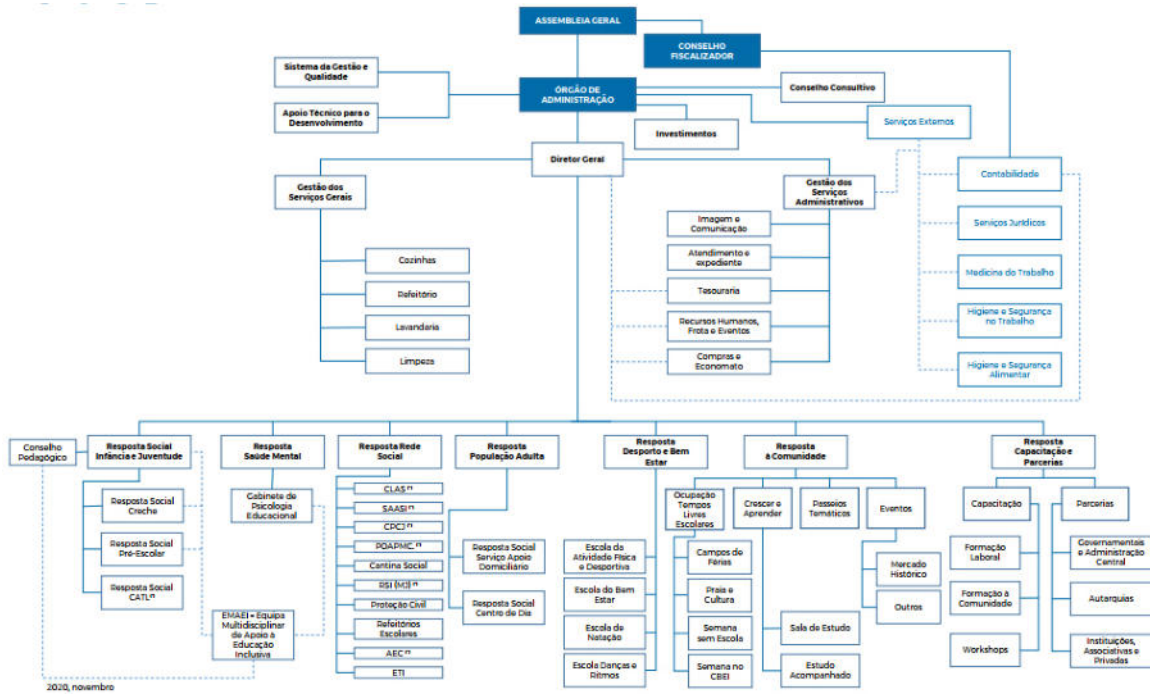 ASSEMBLEIA GERAL
CONSELHO
FISCALIZADOR
Sistema da Gestão e
Qualidade
ÓRGÃO DE
ADMINISTRAÇÃO
Conselho Consultivo
Apoio Técnico para o
Desenvolvimento
Investimentos
Serviços Externos
Diretor Geral
Gestão dos
Serviços Gerais
Gestão dos
Serviços
Administrativos
Contabilidade
Imagem e
Comunicação
Serviços Jurídicos
Cozinhas
Atendimento e
expediente
Medicina do Trabalho
Refeitório
Tesouraria
Lavandaria
Recursos Humanos,
Frota e Eventos
Higiene e Segurança
no Trabalho
Limpeza
Compras e
Economato
Higiene e Segurança
Alimentar
Conselho
Pedagógico
Resposta Social
Infância e Juventude
Resposta
Saúde Mental
Resposta Rede
Social
Resposta
População Adulta
Resposta
Desporto e Bem
Estar
Resposta
à Comunidade
Resposta
Capacitação e
Parcerias
Resposta Social
Creche
Resposta Social
Pré-Escolar
Resposta Social
CATL
Gabinete de
Psicologia
Educacional
EMAEI - Equipa
Multidisciplinar
de Apoio à
Educação
Inclusiva
CLAS
SAASI
CPCJ
POAPMC
Cantina Social
RSI (MJ)
Proteção Civil
Refeitórios
Escolares
AEC
ETI
Resposta Social
Serviço Apoio
Domiciliário
Resposta Social
Centro de Dia
Escola da
Atividade Física
e Desportiva
Escola do Bem
Estar
Escola de
Natação
Escola Danças e
Ritmos
Ocupação
Tempos
Livres
Escolares
Campos de
Férias
Praia e
Cultura
Semana
sem Escola
Semana no
CBEI
Crescer e
Aprender
Sala de Estudo
Estudo
Acompanhado
Passeios
Temáticos
Eventos
Mercado
Histórico
Outros
Capacitação
Formação
Laboral
Formação à
Comunidade
Workshops
Parcerias
Governamentais e
Administração
Central
Autarquias
Instituições,
Associativas e
Privadas
2020, novembro